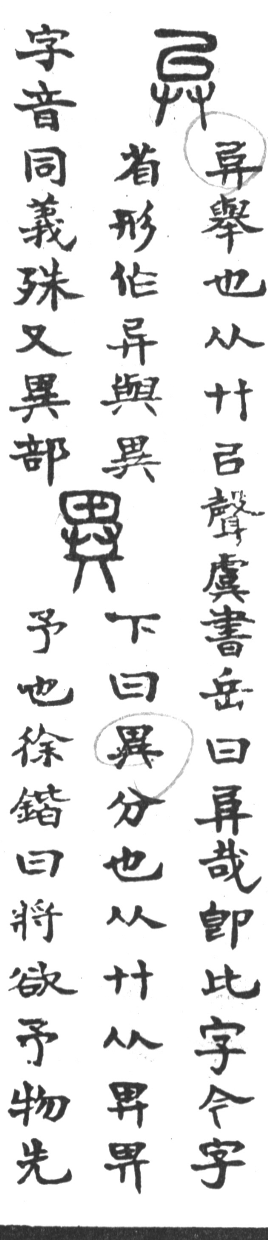 异
异舉也从廾㠯聲虞書岳曰异哉卽此字今字
省形作异與異
字音同義殊又異部
異
下曰異分也从廾从畀畀
予也徐鍇曰將欲予物先